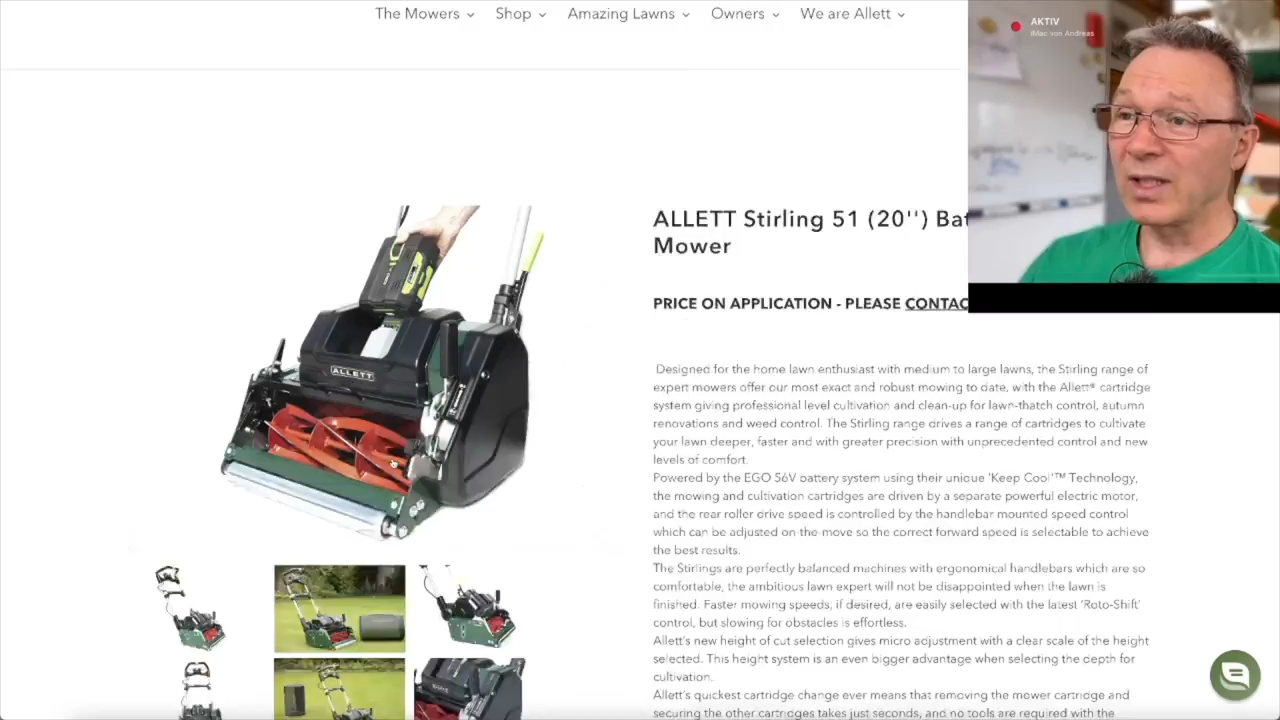 The Mowers
Shop
Amazing Lawns
Owners
We are Allett
AKTIV
iMac von Andreas
ALLETT Stirling 51 (20'') Bat
Mower
PRICE ON APPLICATION - PLEASE CONTAC
ALLETT
Designed for the home lawn enthusiast with medium to large lawns, the Stirling range of
expert mowers offer our most exact and robust mowing to date, with the Allett® cartridge
system giving professional level cultivation and clean-up for lawn-thatch control, autumn
renovations and weed control. The Stirling range drives a range of cartridges to cultivate
your lawn deeper, faster and with greater precision with unprecedented control and new
levels of comfort.
Powered by the EGO 56V battery system using their unique 'Keep Cool'™ Technology,
the mowing and cultivation cartridges are driven by a separate powerful electric motor,
and the rear roller drive speed is controlled by the handlebar mounted speed control
which can be adjusted on the move so the correct forward speed is selectable to achieve
the best results.
The Stirlings are perfectly balanced machines with ergonomical handlebars which are so
comfortable, the ambitious lawn expert will not be disappointed when the lawn is
finished. Faster mowing speeds, if desired, are easily selected with the latest 'Roto-Shift'
control, but slowing for obstacles is effortless.
Allett's new height of cut selection gives micro adjustment with a clear scale of the height
selected. This height system is an even bigger advantage when selecting the depth for
cultivation.
Allett's quickest cartridge change ever means that removing the mower cartridge and
securing the other cartridges takes just seconds, and no tools are required with the